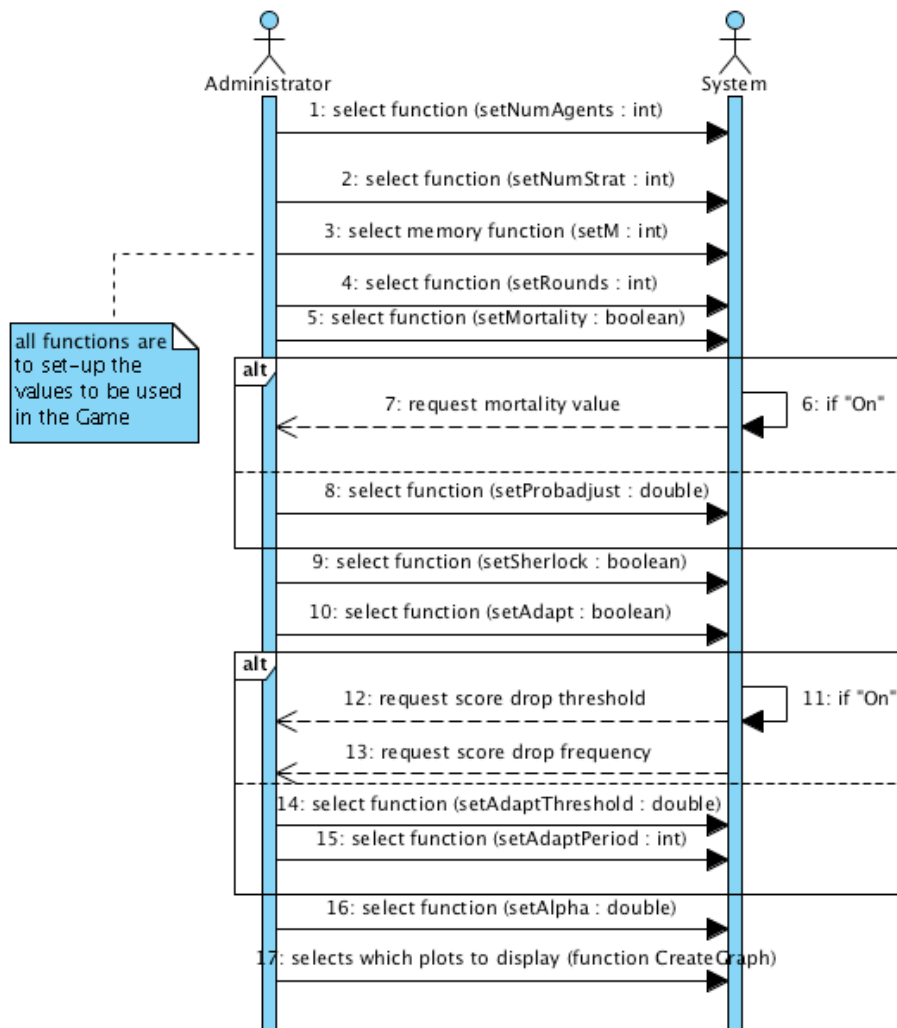 Administrator
System
1: select function (setNumAgents : int)
2: select function (setNumStrat : int)
3: select memory function (setM : int)
4: select function (setRounds : int)
5: select function (setMortality : boolean)
all functions are
to set-up the
values to be used
in the Game
alt
7: request mortality value
6: if "On"
8: select function (setProbadjust : double)
9: select function (setSherlock : boolean)
10: select function (setAdapt : boolean)
alt
12: request score drop threshold
11: if "On"
13: request score drop frequency
14: select function (setAdaptThreshold : double)
15: select function (setAdaptPeriod : int)
16: select function (setAlpha : double)
17: selects which plots to display (function CreateGraph)